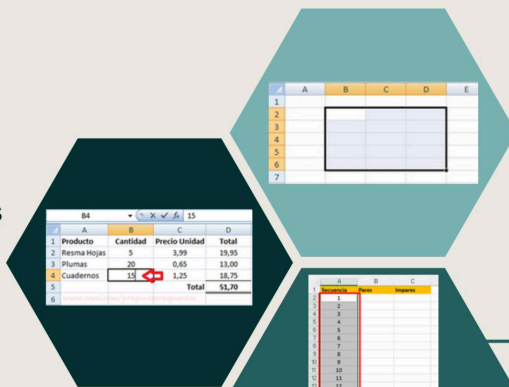 s
A B C D E
1
2
3
4
5
6
7
B4 fx 15
A B C D
1 Producto Cantidad Precio Unidad Total
2 Resma Hojas 5 3,99 19,95
3 Plumas 20 0,65 13,00
4 Cuadernos 15 1,25 18,75
5 Total 51,70
6
A B C
1 Secuencia Pares Impares
2 1
3 2
4 3
5 4
6 5
7 6
8 7
9 8
10 9
11 10
12 11